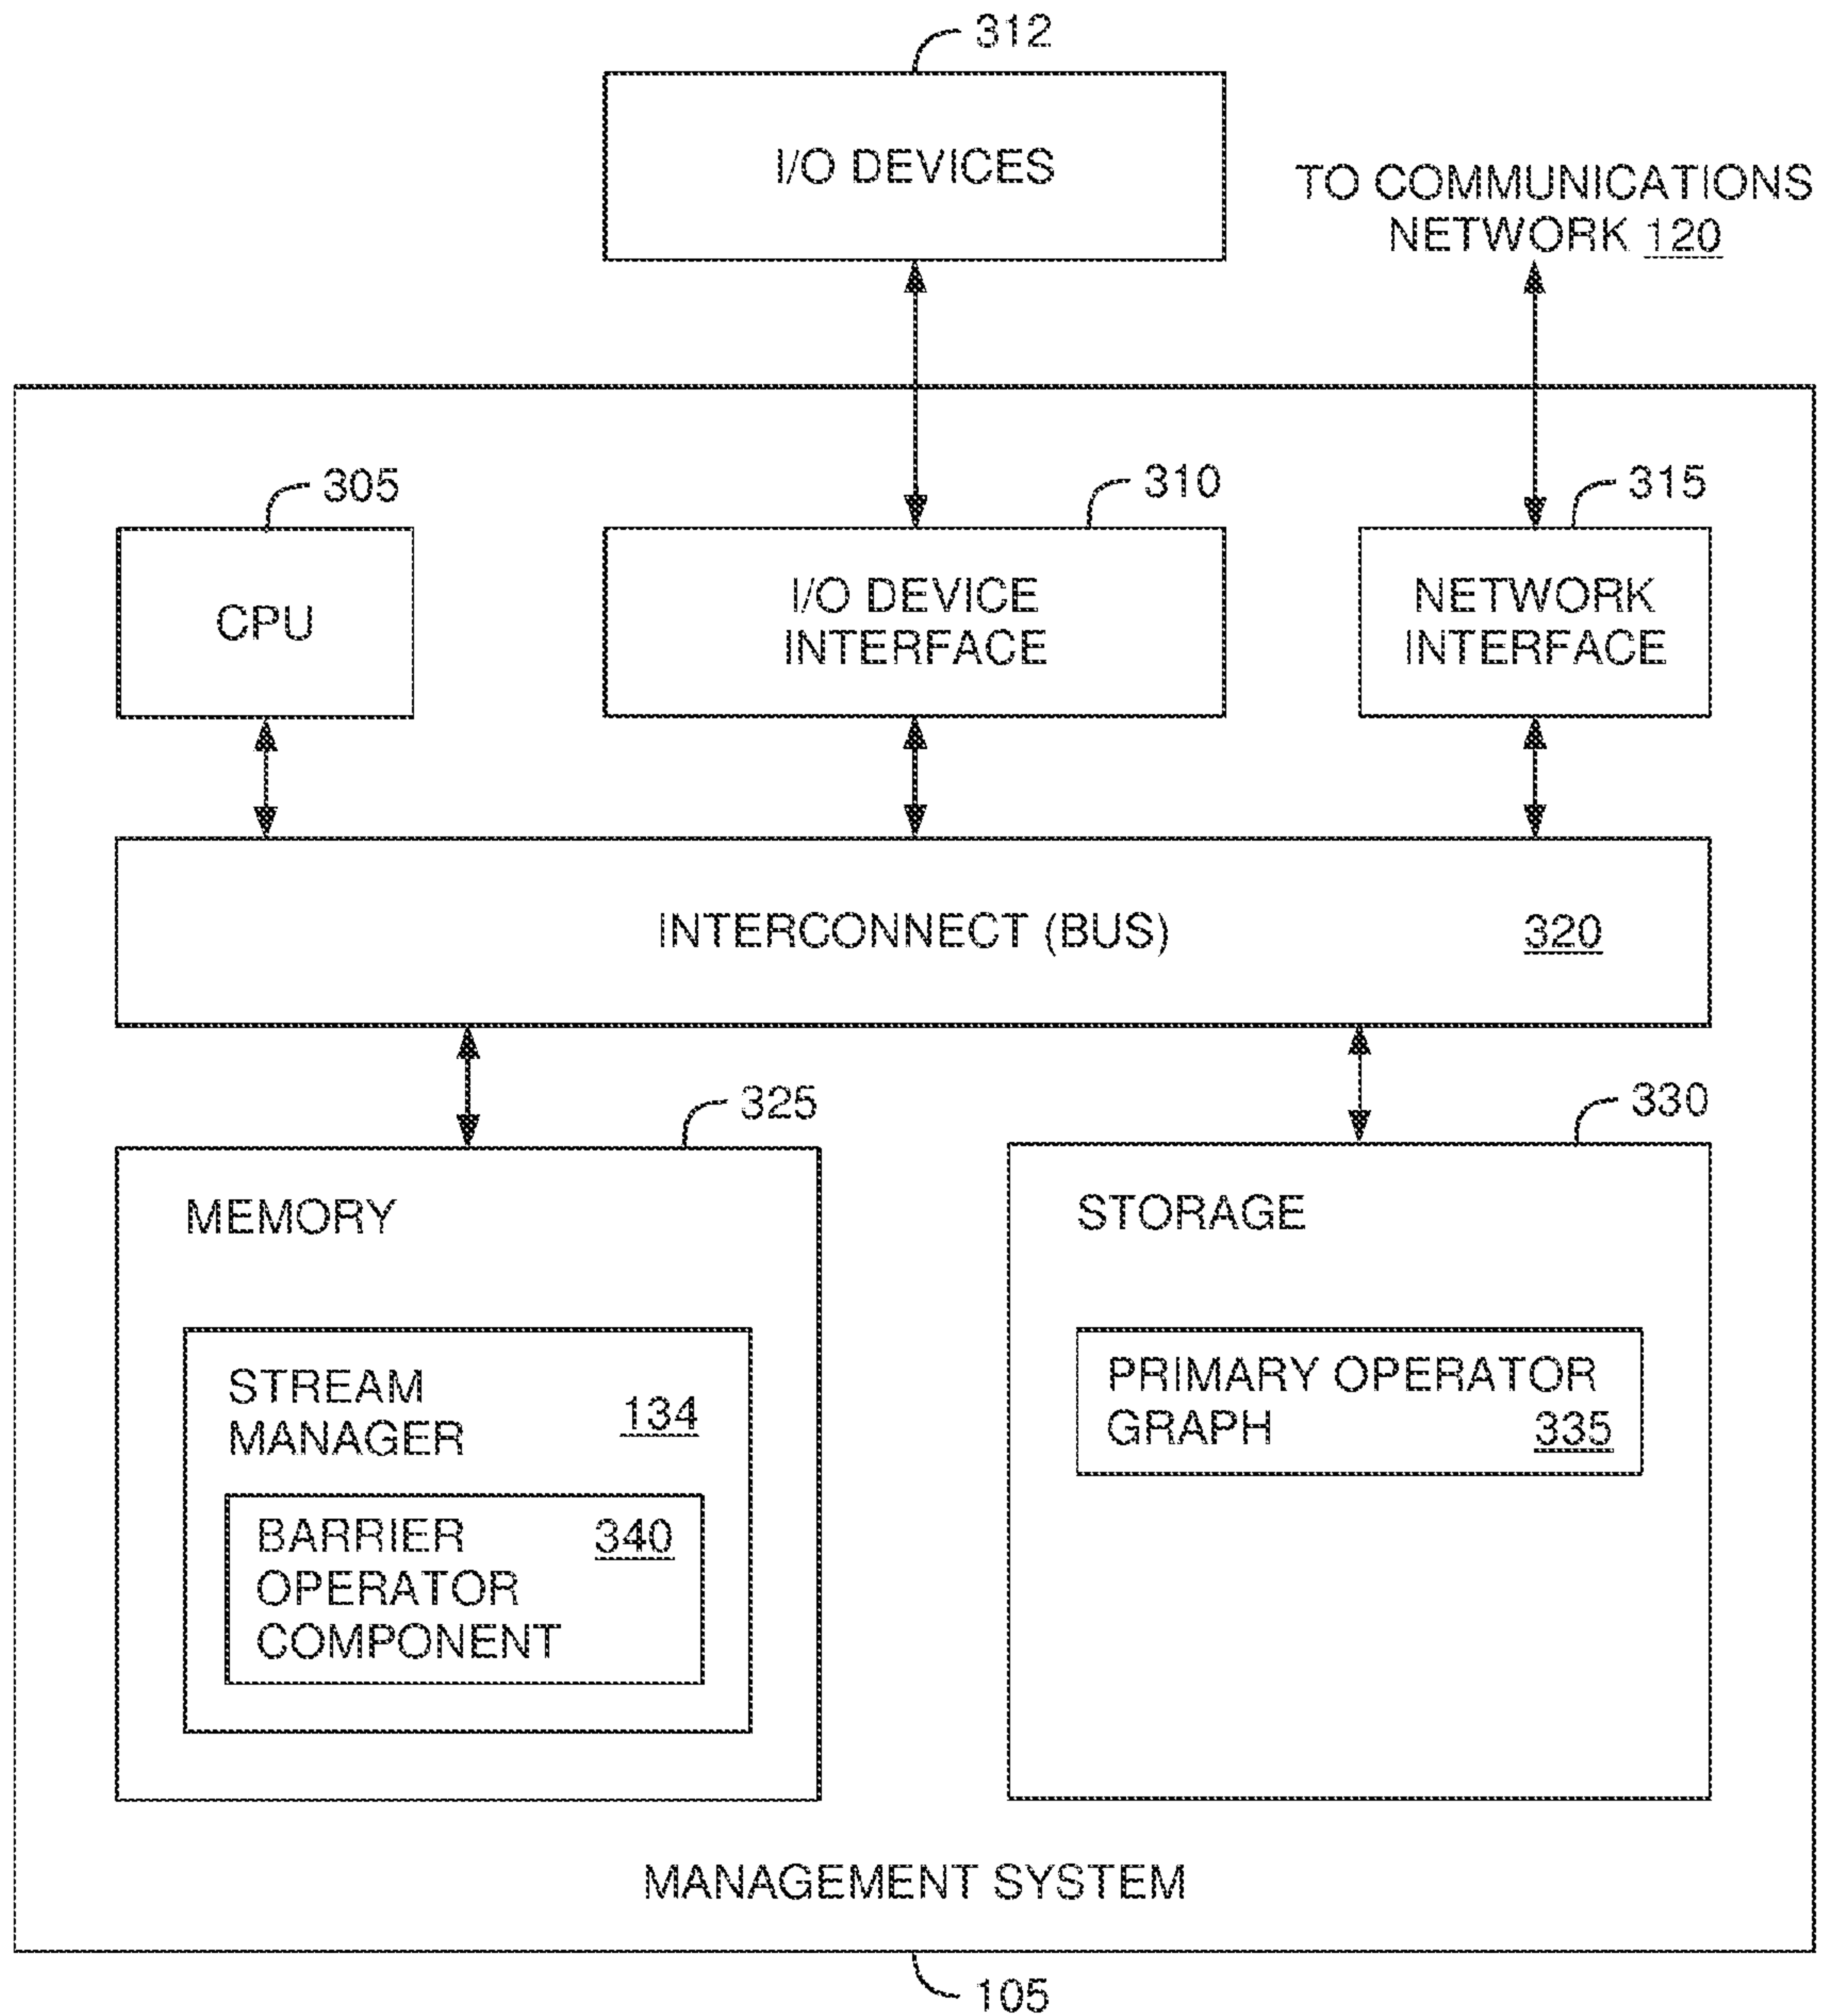 312
I/O DEVICES
TO COMMUNICATIONS
NETWORK 120
305
310
315
CPU
I/O DEVICE
INTERFACE
NETWORK
INTERFACE
INTERCONNECT (BUS) 320
325
330
MEMORY
STORAGE
STREAM
MANAGER 134
BARRIER 340
OPERATOR
COMPONENT
PRIMARY OPERATOR
GRAPH 335
MANAGEMENT SYSTEM
105